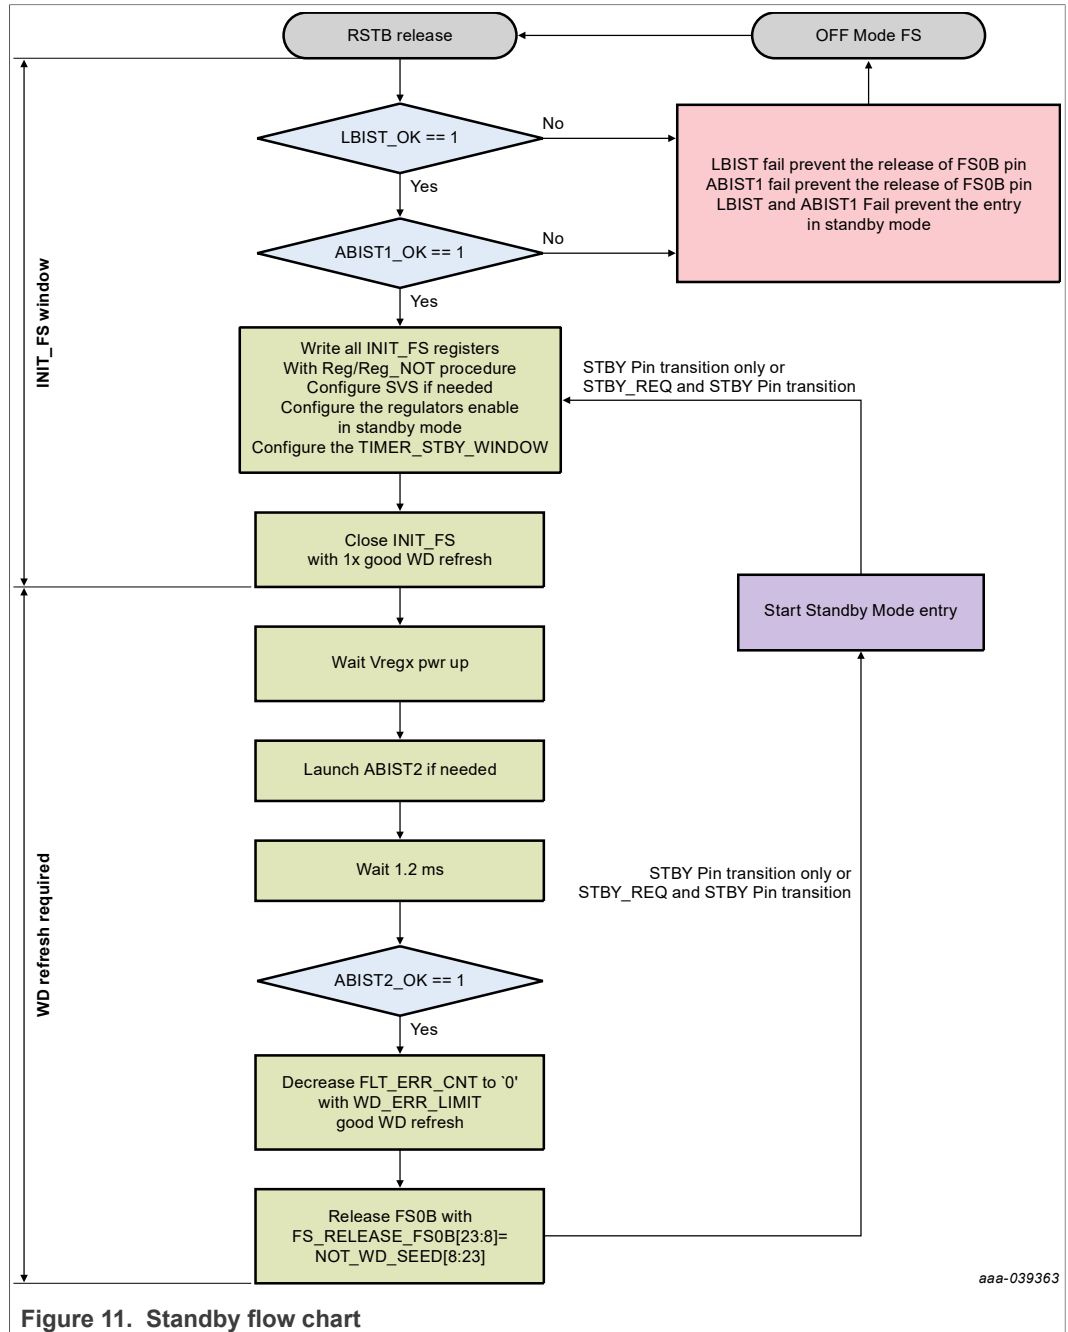 RSTB release
OFF Mode FS
LBIST_OK == 1
No
Yes
LBIST fail prevent the release of FS0B pin
ABIST1 fail prevent the release of FS0B pin
LBIST and ABIST1 Fail prevent the entry
in standby mode
ABIST1_OK == 1
No
Yes
INIT_FS window
Write all INIT_FS registers
With Reg/Reg_NOT procedure
Configure SVS if needed
Configure the regulators enable
in standby mode
Configure the TIMER_STBY_WINDOW
STBY Pin transition only or
STBY_REQ and STBY Pin transition
Close INIT_FS
with 1x good WD refresh
Start Standby Mode entry
Wait Vregx pwr up
Launch ABIST2 if needed
Wait 1.2 ms
STBY Pin transition only or
STBY_REQ and STBY Pin transition
WD refresh required
ABIST2_OK == 1
Yes
Decrease FLT_ERR_CNT to `0'
with WD_ERR_LIMIT
good WD refresh
Release FS0B with
FS_RELEASE_FS0B[23:8]=
NOT_WD_SEED[8:23]
aaa-039363
Figure 11. Standby flow chart